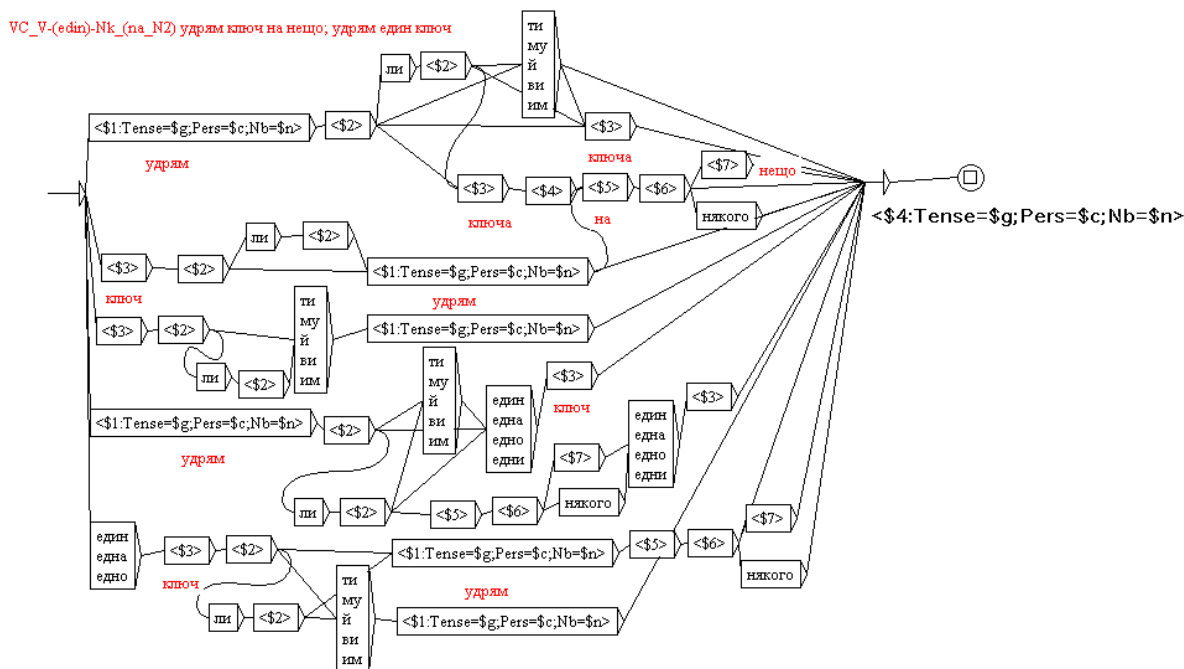 VC_V-(edin)-Nk_(na_N2) удрям ключ на нещо; удрям един ключ
ти
му
й
ви
им
ли
<$2>
<$1:Tense=$g;Pers=$c;Nb=$n>
<$2>
<$3>
удрям
ключа
<$7>
нещо
<$3>
<$4>
<$5>
<$6>
някого
ключа
на
<$4:Tense=$g;Pers=$c;Nb=$n>
ли
<$2>
<$3>
<$2>
<$1:Tense=$g;Pers=$c;Nb=$n>
ключ
удрям
ти
му
й
ви
им
<$3>
<$2>
<$1:Tense=$g;Pers=$c;Nb=$n>
ли
<$2>
ти
му
й
ви
им
<$3>
ключ
<$1:Tense=$g;Pers=$c;Nb=$n>
<$2>
един
една
едно
едни
един
една
едно
едни
<$3>
удрям
<$7>
ли
<$2>
<$5>
<$6>
някого
един
една
едно
<$3>
<$2>
<$1:Tense=$g;Pers=$c;Nb=$n>
<$5>
<$6>
<$7>
някого
ключ
удрям
ли
<$2>
ти
му
й
ви
им
<$1:Tense=$g;Pers=$c;Nb=$n>